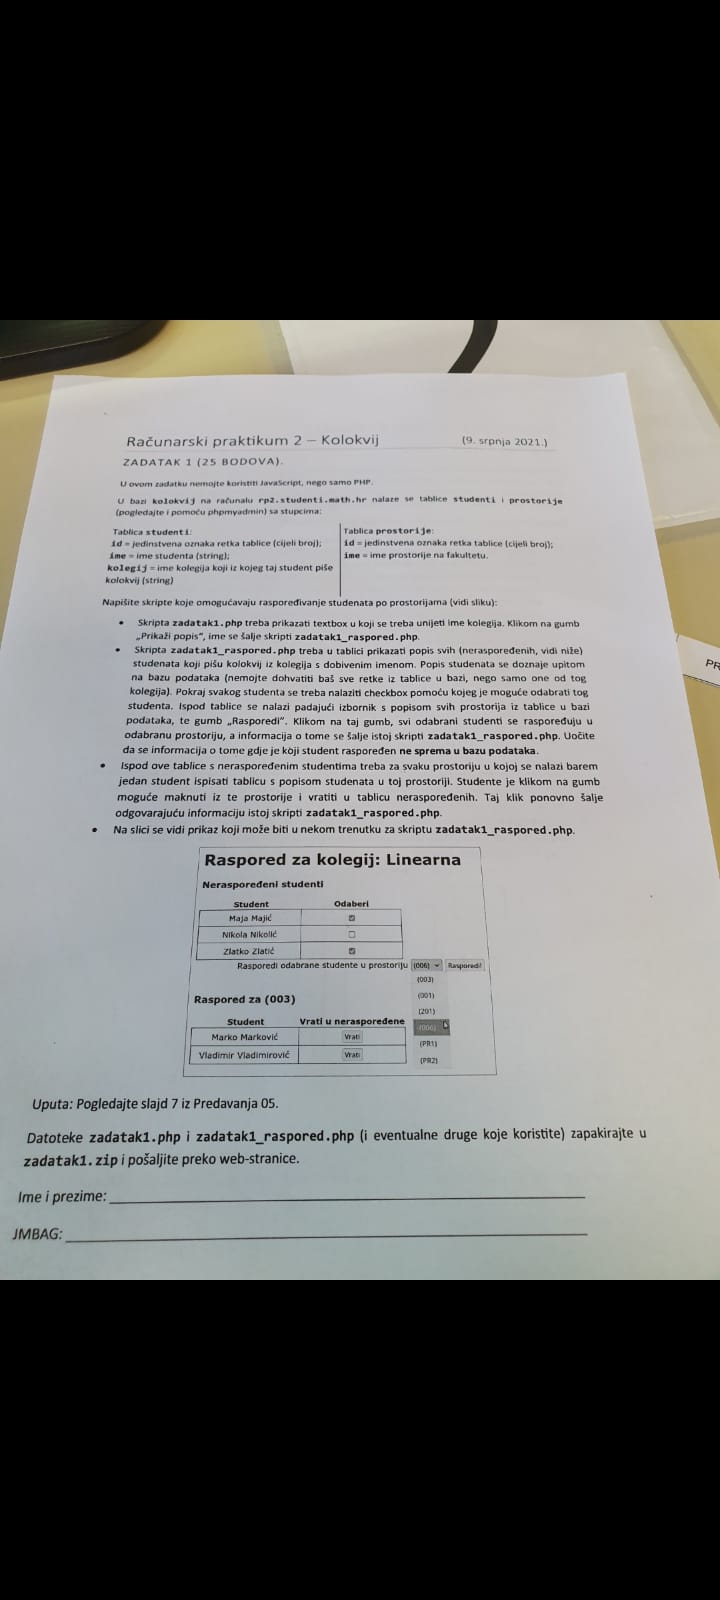 Računarski praktikum 2 – Kolokvij (9. srpnja 2021.)
ZADATAK 1 (25 BODOVA).
U ovom zadatku nemojte koristiti JavaScript, nego samo PHP.
U bazi kolokvij na računalu rp2.studenti.math.hr nalaze se tablice studenti i prostorije
(pogledajte i pomoću phpmyadmin) sa stupcima:
Tablica studenti:
id = jedinstvena oznaka retka tablice (cijeli broj);
ime = ime studenta (string);
kolegij = ime kolegija koji iz kojeg taj student piše
kolokvij (string)
Tablica prostorije:
id = jedinstvena oznaka retka tablice (cijeli broj);
ime = ime prostorije na fakultetu.
Napišite skripte koje omogućavaju raspoređivanje studenata po prostorijama (vidi sliku):
• Skripta zadatak1.php treba prikazati textbox u koji se treba unijeti ime kolegija. Klikom na gumb
„Prikaži popis“, ime se šalje skripti zadatak1_raspored.php.
• Skripta zadatak1_raspored.php treba u tablici prikazati popis svih (neraspoređenih, vidi niže)
studenata koji pišu kolokvij iz kolegija s dobivenim imenom. Popis studenata se doznaje upitom
na bazu podataka (nemojte dohvatiti baš sve retke iz tablice u bazi, nego samo one od tog
kolegija). Pokraj svakog studenta se treba nalaziti checkbox pomoću kojeg je moguće odabrati tog
studenta. Ispod tablice se nalazi padajući izbornik s popisom svih prostorija iz tablice u bazi
podataka, te gumb „Rasporedi“. Klikom na taj gumb, svi odabrani studenti se raspoređuju u
odabranu prostoriju, a informacija o tome se šalje istoj skripti zadatak1_raspored.php. Uočite
da se informacija o tome gdje je koji student raspoređen ne sprema u bazu podataka.
• Ispod ove tablice s neraspoređenim studentima treba za svaku prostoriju u kojoj se nalazi barem
jedan student ispisati tablicu s popisom studenata u toj prostoriji. Studente je klikom na gumb
moguće maknuti iz te prostorije i vratiti u tablicu neraspoređenih. Taj klik ponovno šalje
odgovarajuću informaciju istoj skripti zadatak1_raspored.php.
• Na slici se vidi prikaz koji može biti u nekom trenutku za skriptu zadatak1_raspored.php.
Raspored za kolegij: Linearna
Neraspoređeni studenti
Student Odaberi
Maja Majić
Nikola Nikolić
Zlatko Zlatić
Rasporedi odabrane studente u prostoriju (006) Rasporedi!
(003)
(001)
(201)
(006)
(PR1)
(PR2)
Raspored za (003)
Student Vrati u neraspoređene
Marko Marković Vrati
Vladimir Vladimirović Vrati
Uputa: Pogledajte slajd 7 iz Predavanja 05.
Datoteke zadatak1.php i zadatak1_raspored.php (i eventualne druge koje koristite) zapakirajte u
zadatak1.zip i pošaljite preko web-stranice.
Ime i prezime:
JMBAG:
PR